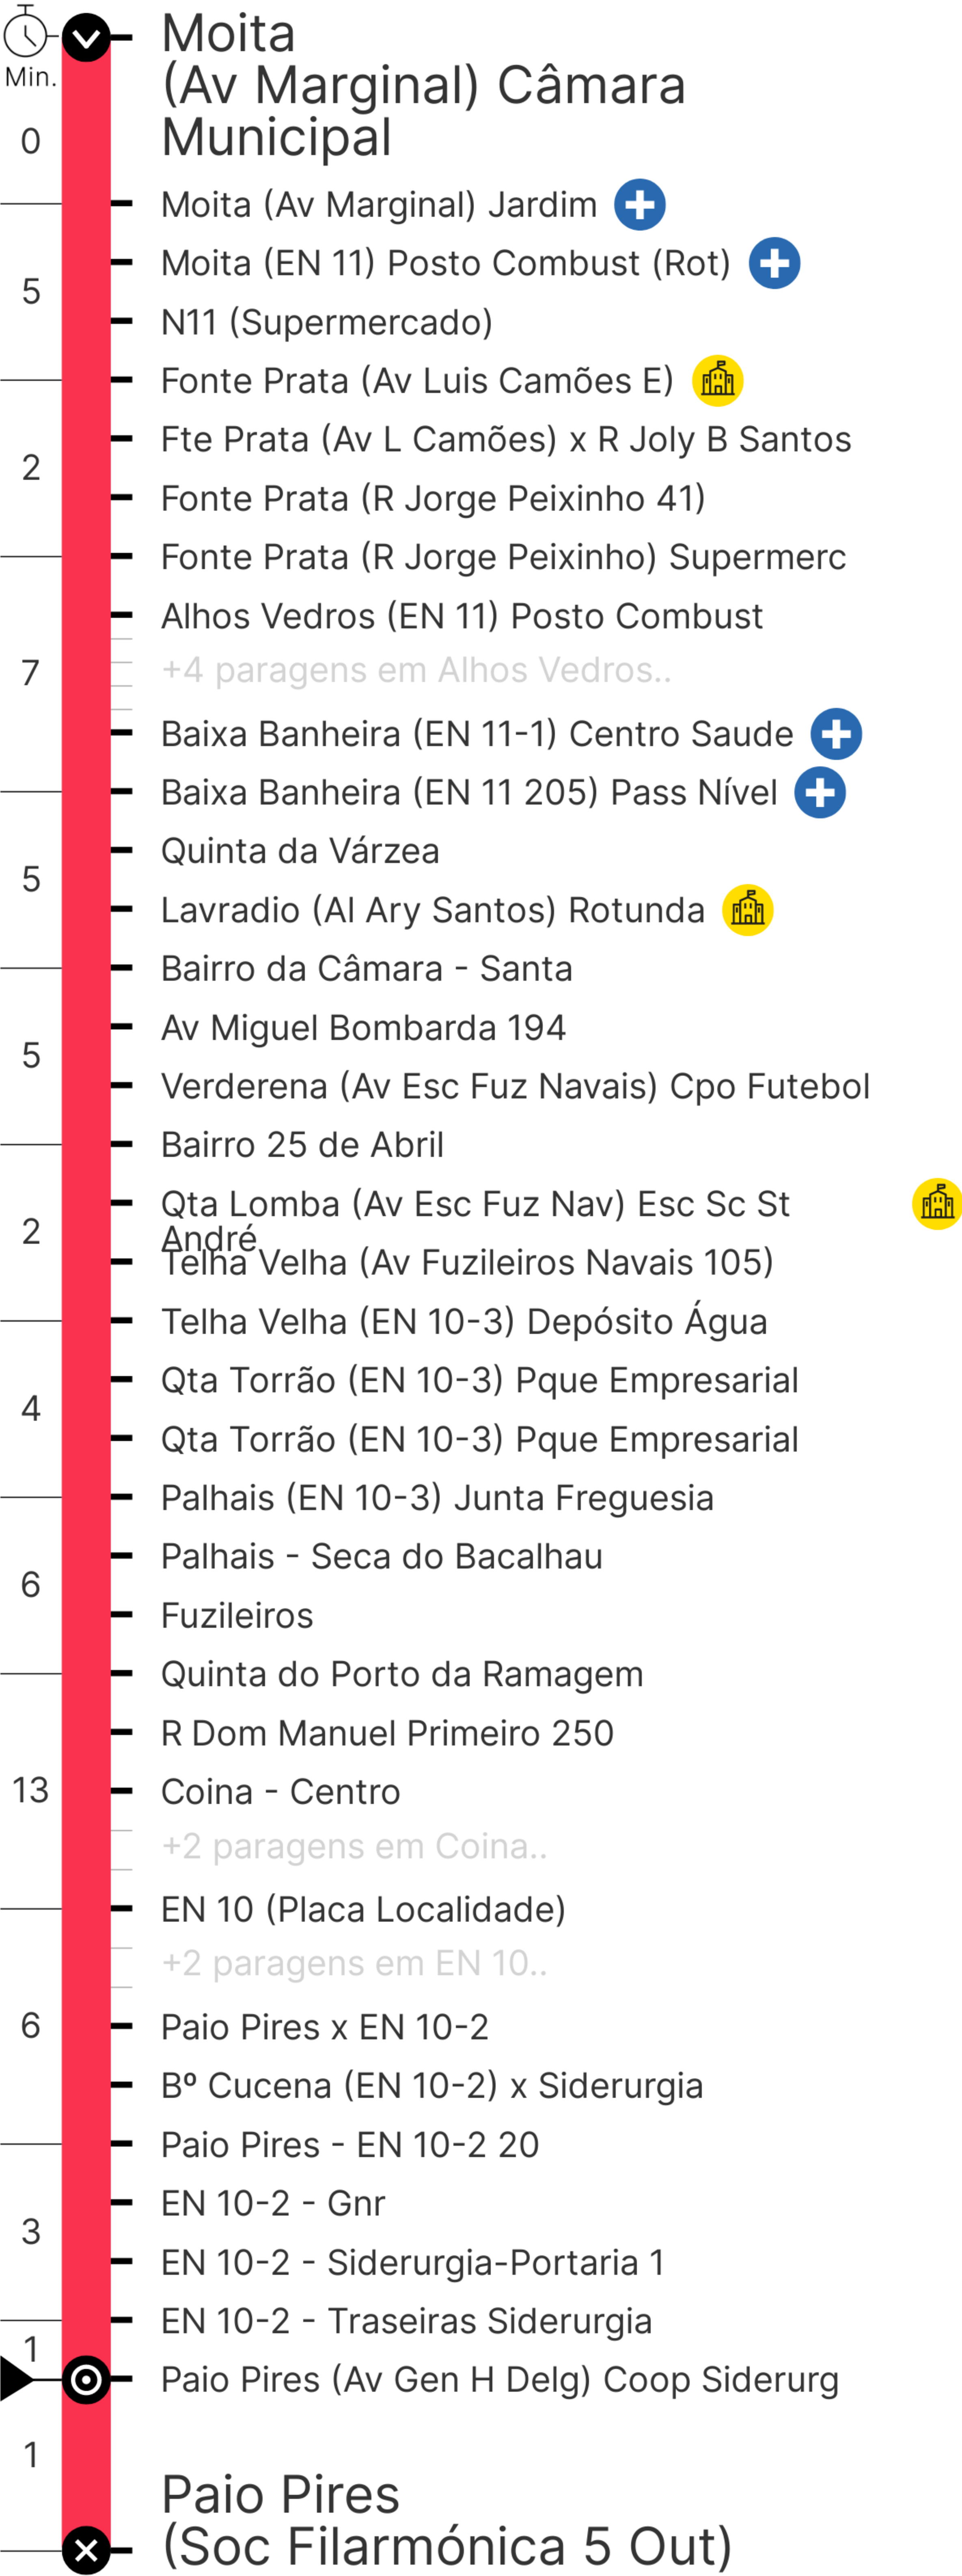 Min.
Moita
(Av Marginal) Câmara
Municipal
0
Moita (Av Marginal) Jardim
Moita (EN 11) Posto Combust (Rot)
5
N11 (Supermercado)
Fonte Prata (Av Luis Camões E)
Fte Prata (Av L Camões) x R Joly B Santos
2
Fonte Prata (R Jorge Peixinho 41)
Fonte Prata (R Jorge Peixinho) Supermerc
Alhos Vedros (EN 11) Posto Combust
7
+4 paragens em Alhos Vedros..
Baixa Banheira (EN 11-1) Centro Saude
Baixa Banheira (EN 11 205) Pass Nível
Quinta da Várzea
5
Lavradio (Al Ary Santos) Rotunda
Bairro da Câmara - Santa
Av Miguel Bombarda 194
5
Verderena (Av Esc Fuz Navais) Cpo Futebol
Bairro 25 de Abril
Qta Lomba (Av Esc Fuz Nav) Esc Sc St
André
2
Telha Velha (Av Fuzileiros Navais 105)
Telha Velha (EN 10-3) Depósito Água
Qta Torrão (EN 10-3) Pque Empresarial
4
Qta Torrão (EN 10-3) Pque Empresarial
Palhais (EN 10-3) Junta Freguesia
Palhais - Seca do Bacalhau
6
Fuzileiros
Quinta do Porto da Ramagem
R Dom Manuel Primeiro 250
13
Coina - Centro
+2 paragens em Coina..
EN 10 (Placa Localidade)
+2 paragens em EN 10..
6
Paio Pires x EN 10-2
Bº Cucena (EN 10-2) x Siderurgia
Paio Pires - EN 10-2 20
EN 10-2 - Gnr
3
EN 10-2 - Siderurgia-Portaria 1
EN 10-2 - Traseiras Siderurgia
1
Paio Pires (Av Gen H Delg) Coop Siderurg
1
Paio Pires
(Soc Filarmónica 5 Out)